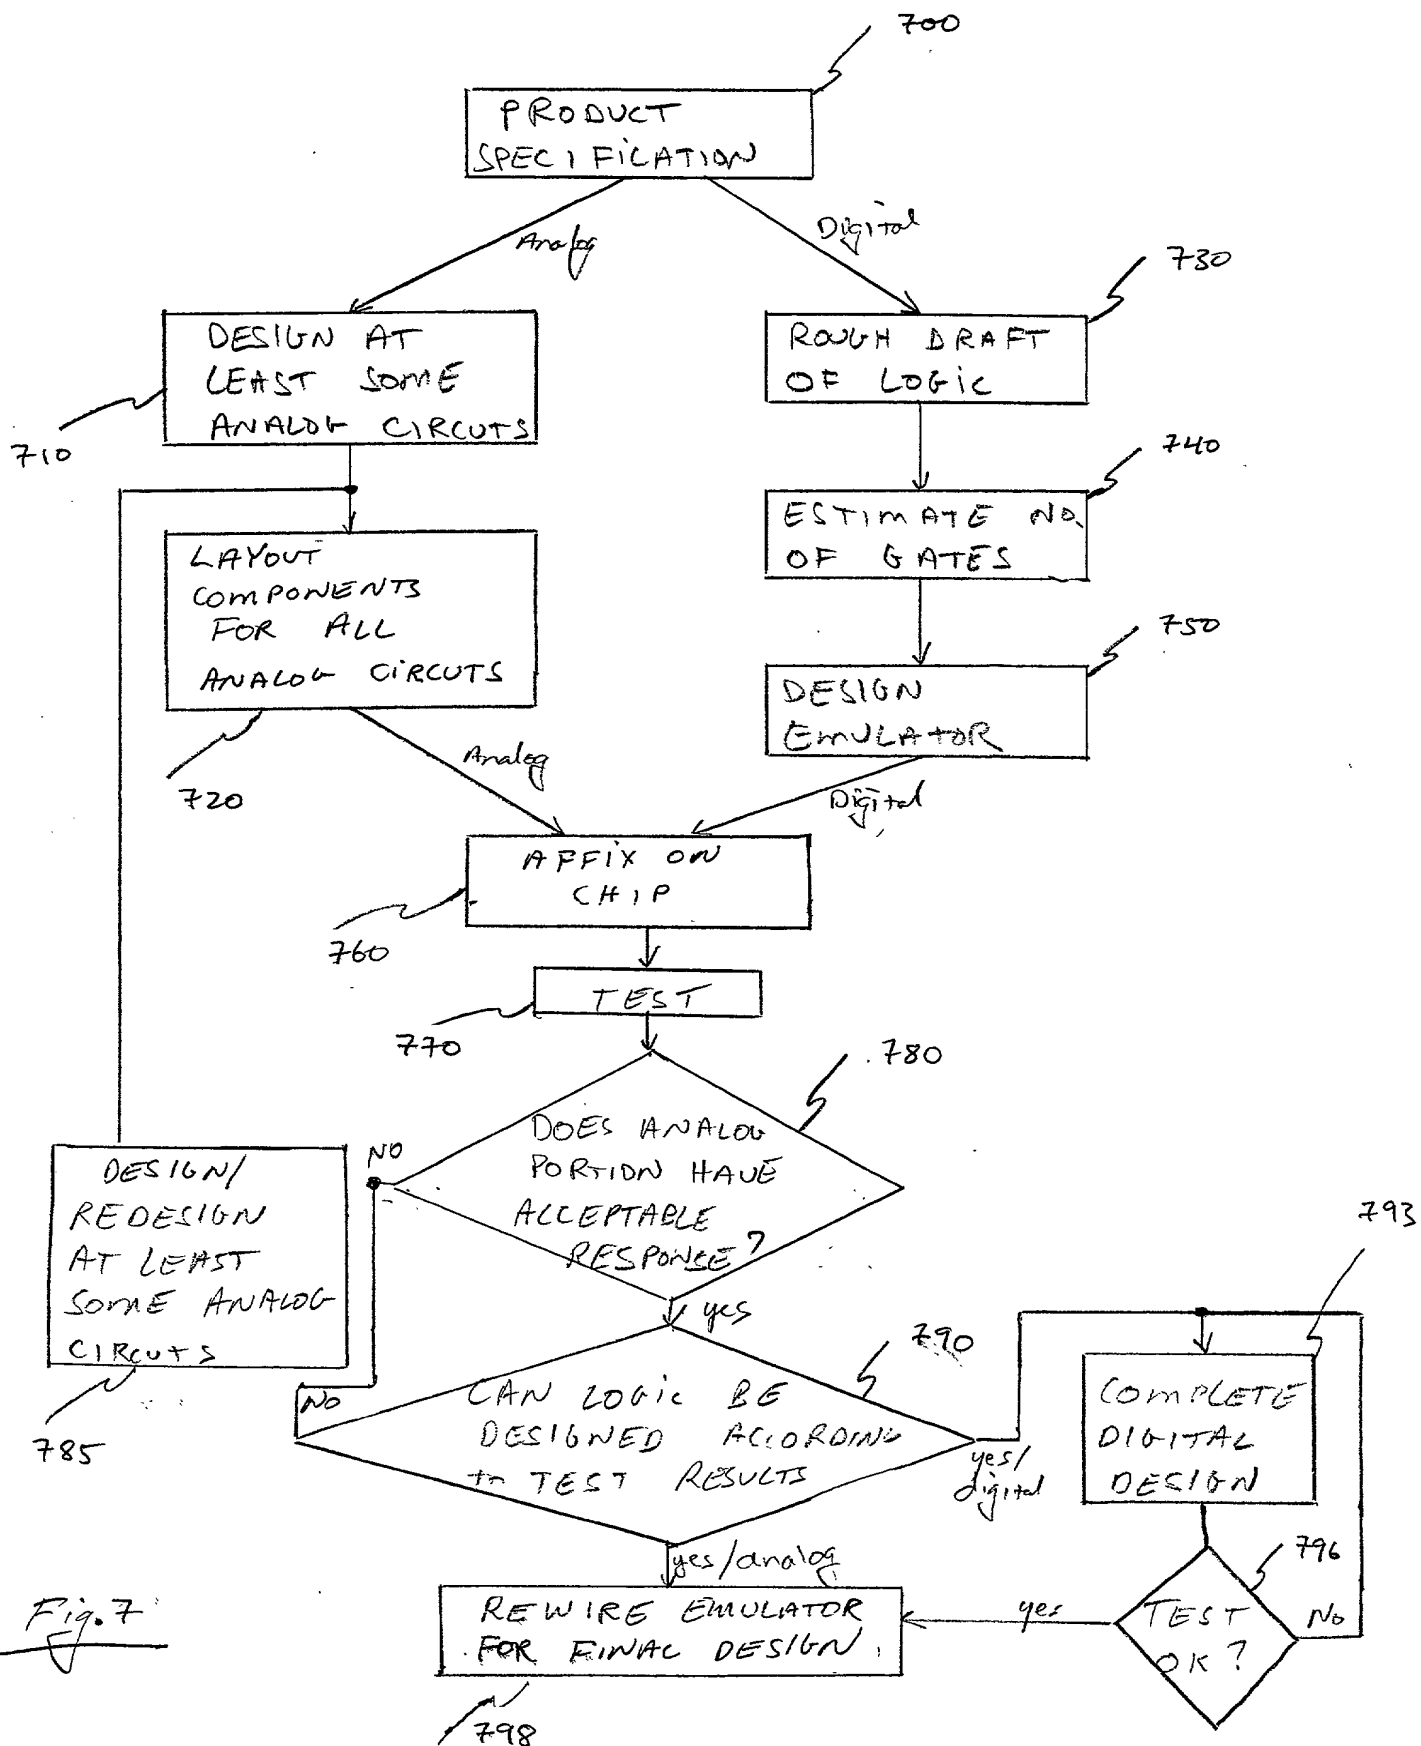 700
PRODUCT
SPECIFICATION
Analog
Digital
730
DESIGN AT
LEAST SOME
ANALOG CIRCUTS
710
ROUGH DRAFT
OF LOGIC
740
ESTIMATE NO.
OF GATES
LAYOUT
COMPONENTS
FOR ALL
ANALOG CIRCUTS
720
750
DESIGN
EMULATOR
Analog
Digital
AFFIX ON
CHIP
760
TEST
770
780
DOES ANALOG
PORTION HAVE
ACCEPTABLE
RESPONSE?
NO
yes
DESIGN/
REDESIGN
AT LEAST
SOME ANALOG
CIRCUTS
785
790
CAN LOGIC BE
DESIGNED ACCORDING
to TEST RESULTS
NO
yes/
digital
yes/analog
793
COMPLETE
DIGITAL
DESIGN
796
TEST
OK?
No
yes
REWIRE EMULATOR
FOR FINAL DESIGN
798
Fig. 7